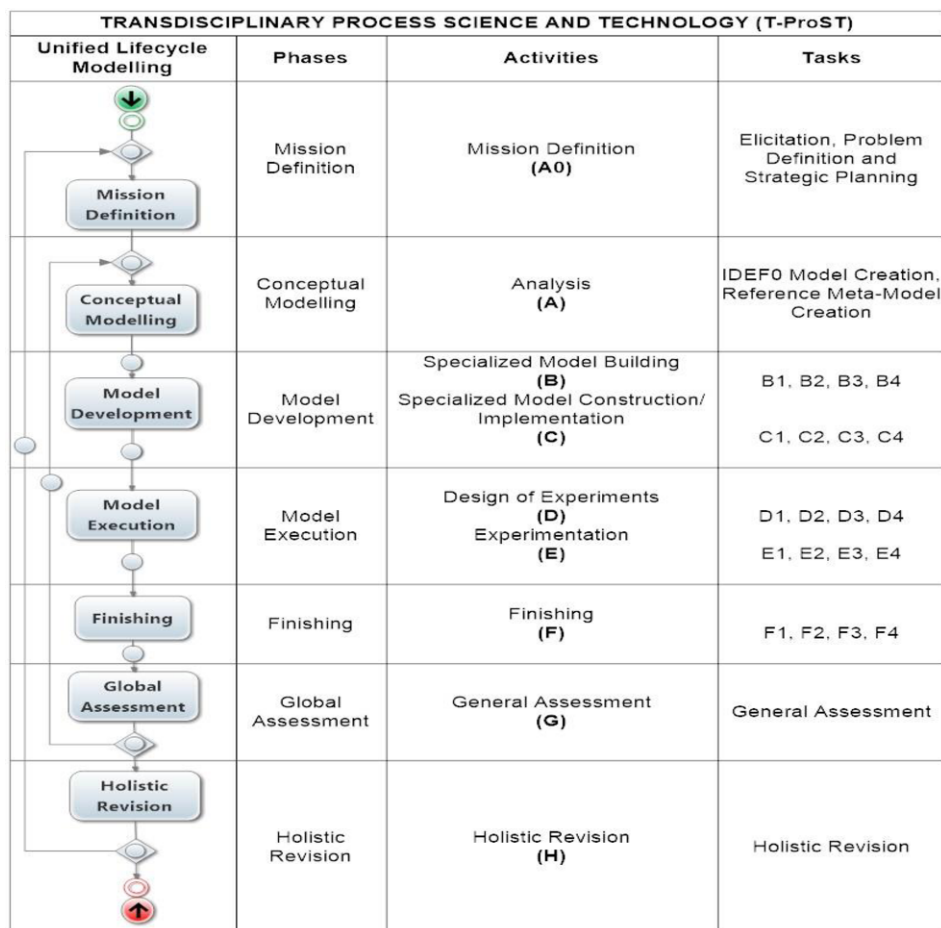 TRANSDISCIPLINARY PROCESS SCIENCE AND TECHNOLOGY (T-ProST)
Unified Lifecycle
Modelling
Phases
Activities
Tasks
Mission
Definition
Mission
Definition
Mission Definition
(A0)
Elicitation, Problem
Definition and
Strategic Planning
Conceptual
Modelling
Conceptual
Modelling
Analysis
(A)
IDEF0 Model Creation,
Reference Meta-Model
Creation
Model
Development
Model
Development
Specialized Model Building
(B)
Specialized Model Construction/
Implementation
(C)
B1, B2, B3, B4
C1, C2, C3, C4
Model
Execution
Model
Execution
Design of Experiments
(D)
Experimentation
(E)
D1, D2, D3, D4
E1, E2, E3, E4
Finishing
Finishing
Finishing
(F)
F1, F2, F3, F4
Global
Assessment
Global
Assessment
General Assessment
(G)
General Assessment
Holistic
Revision
Holistic
Revision
Holistic Revision
(H)
Holistic Revision